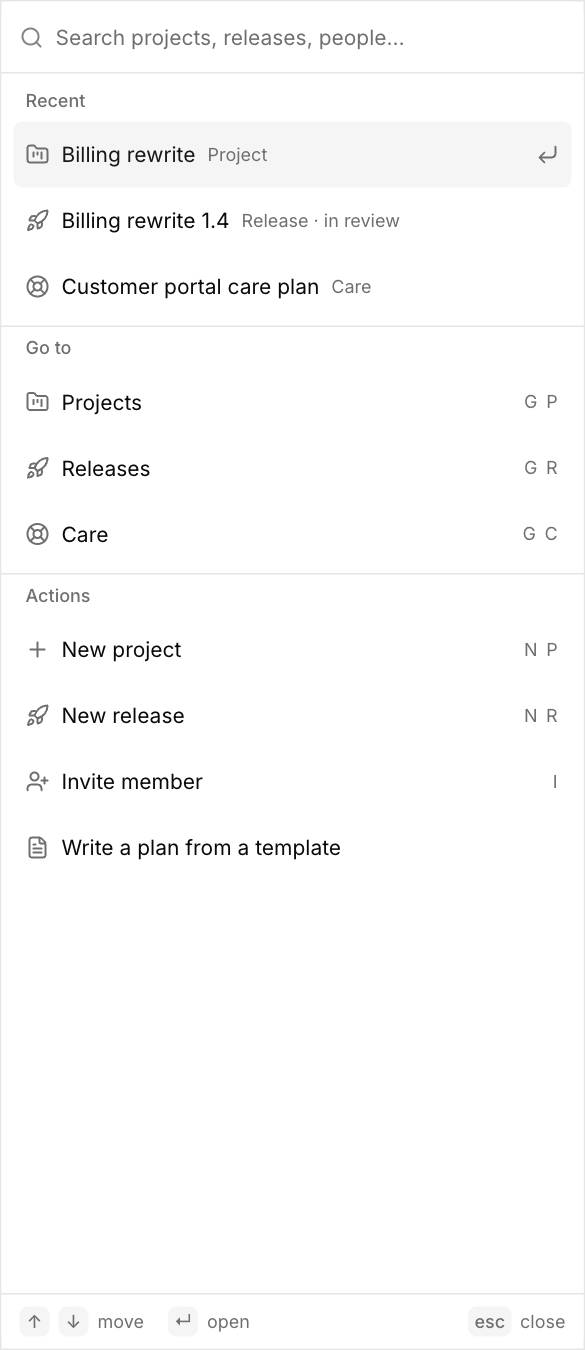 Search projects, releases, people...
Recent
Billing rewrite Project
Billing rewrite 1.4 Release · in review
Customer portal care plan Care
Go to
Projects G P
Releases G R
Care G C
Actions
New project N P
New release N R
Invite member I
Write a plan from a template
move open esc close